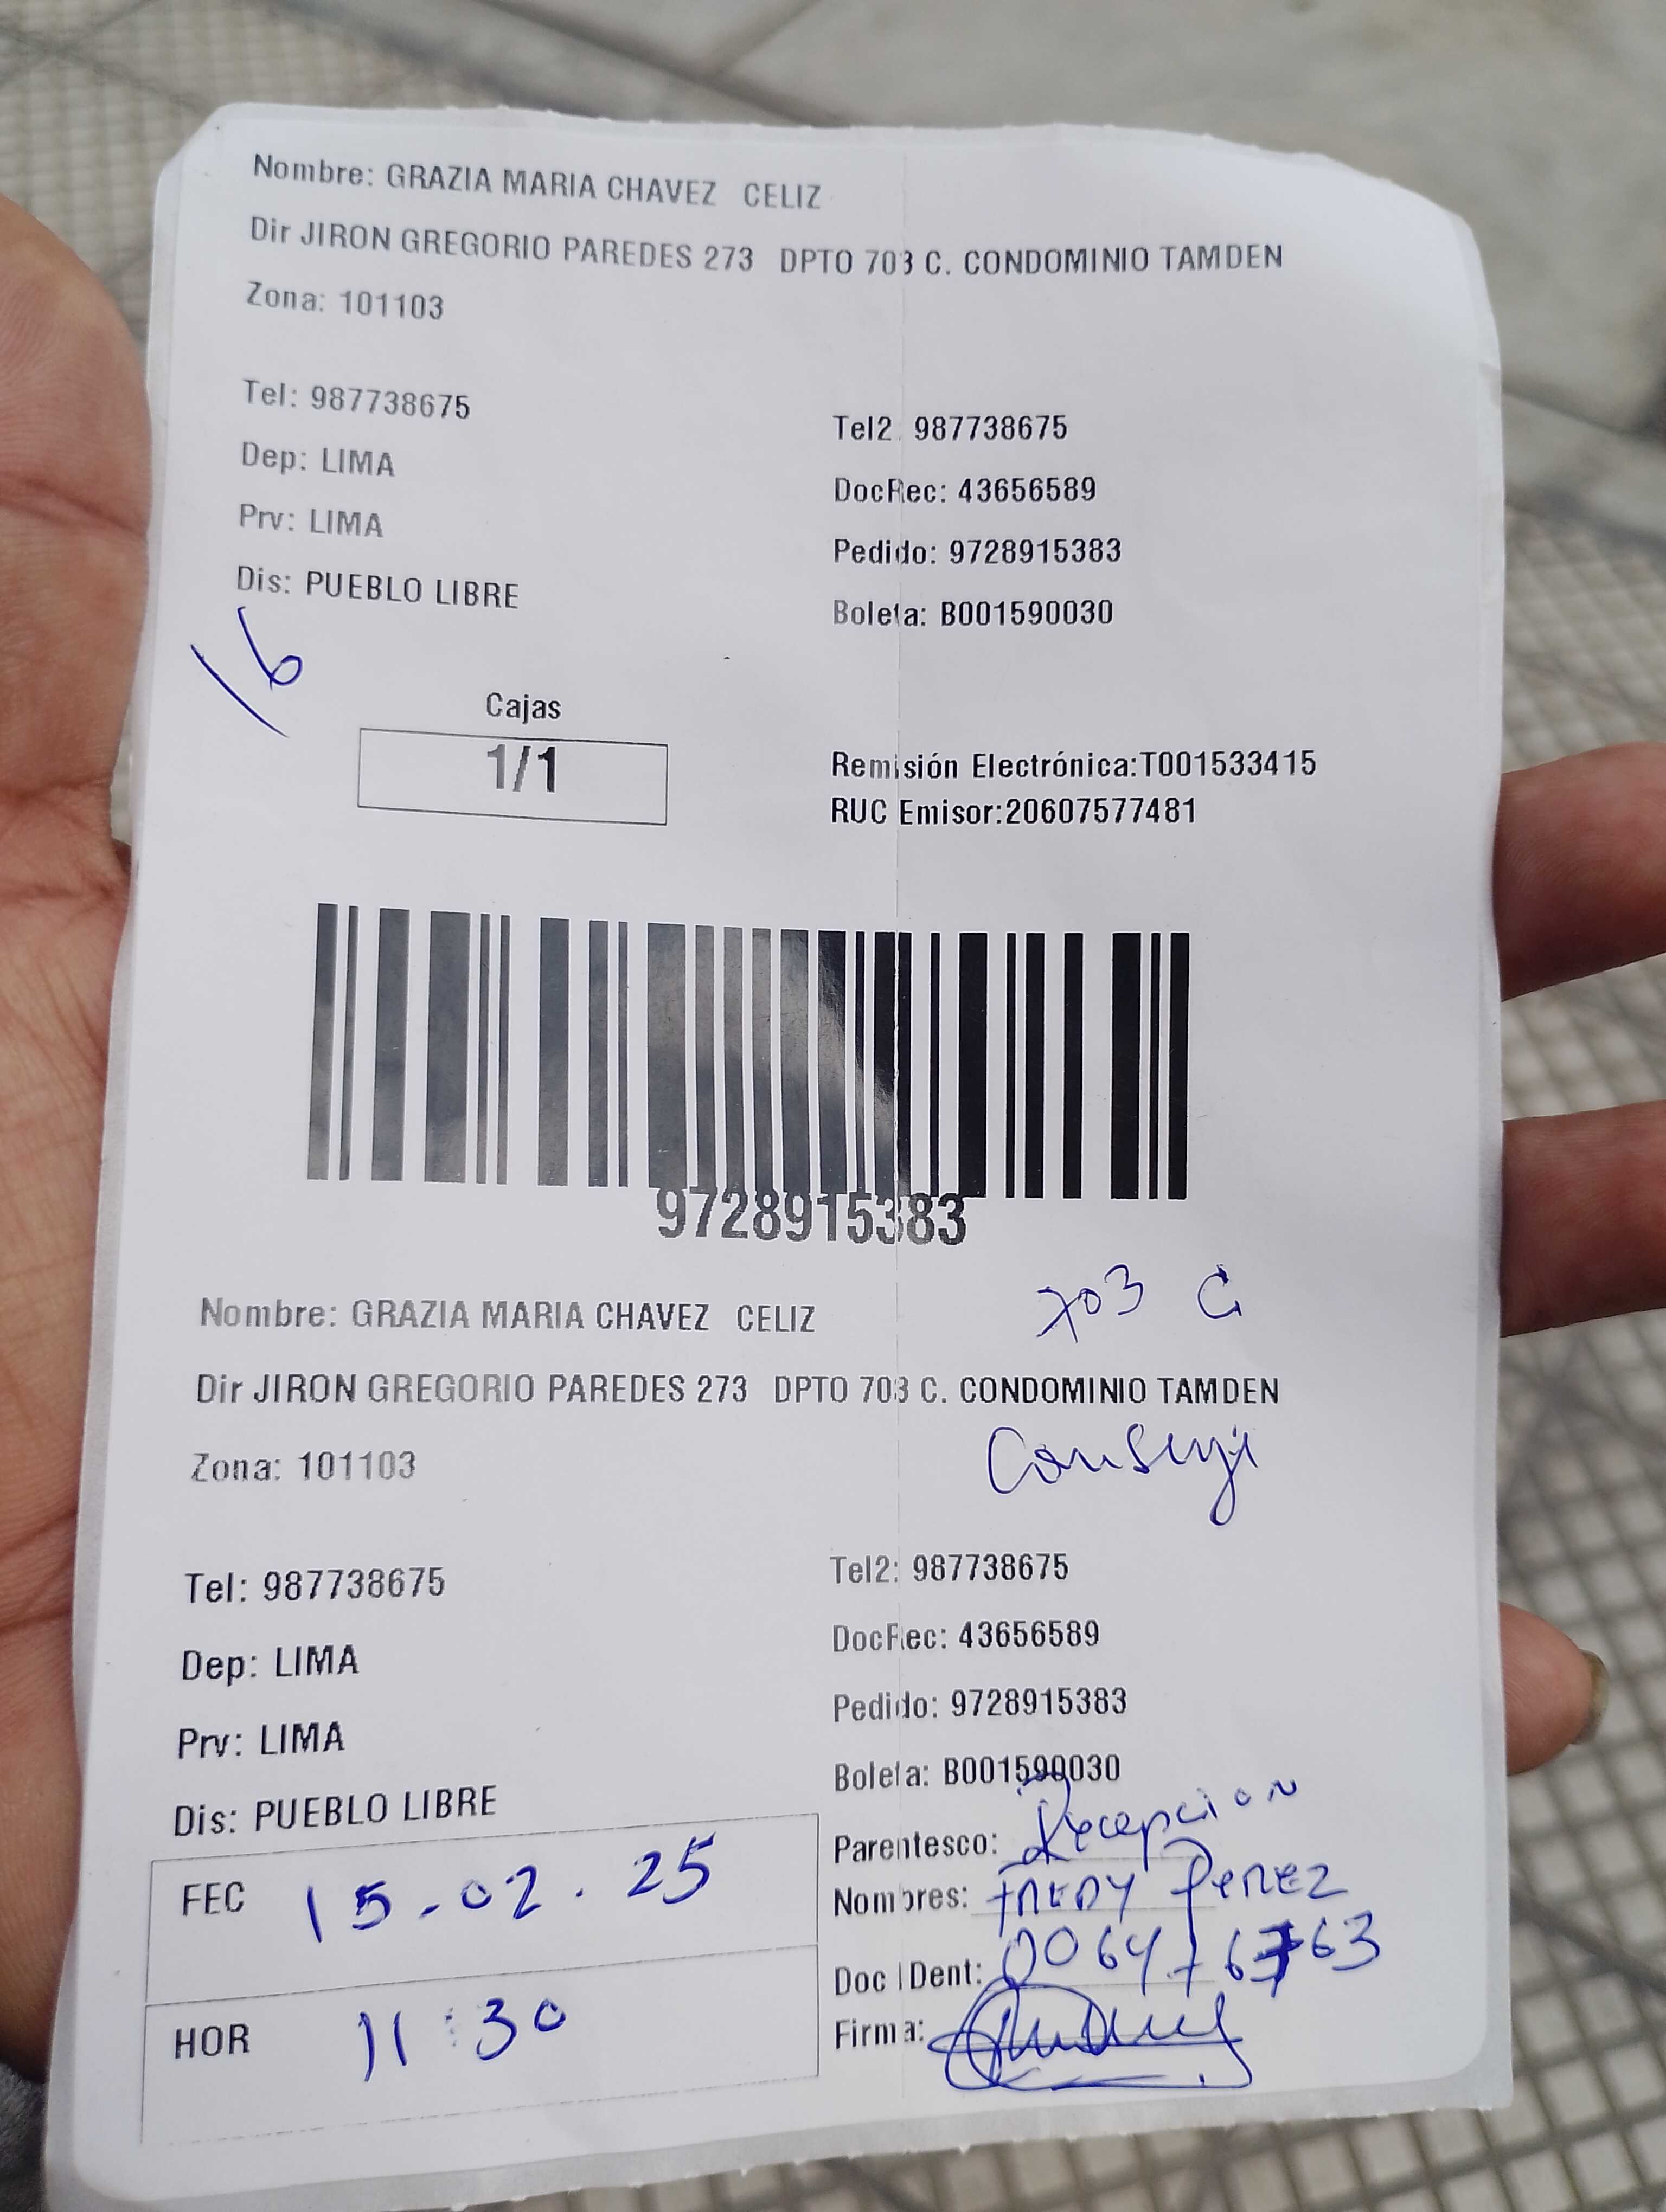 Nombre: GRAZIA MARIA CHAVEZ CELIZ
Dir JIRON GREGORIO PAREDES 273 DPTO 703 C. CONDOMINIO TAMDEN
Zona: 101103
Tel: 987738675
Tel2: 987738675
Dep: LIMA
DocRec: 43656589
Prv: LIMA
Pedido: 9728915383
Dis: PUEBLO LIBRE
Boleta: B001590030
16
Cajas
1/1
Remisión Electrónica:T001533415
RUC Emisor:20607577481
9728915383
703 C
Nombre: GRAZIA MARIA CHAVEZ CELIZ
Dir JIRON GREGORIO PAREDES 273 DPTO 703 C. CONDOMINIO TAMDEN
Zona: 101103
Tel: 987738675
Tel2: 987738675
Dep: LIMA
DocRec: 43656589
Prv: LIMA
Pedido: 9728915383
Dis: PUEBLO LIBRE
Boleta: B001590030
FEC 15-02.25
HOR 11:30
Parentesco: Recepcion
Nombres: FREDY PEREZ
Doc IDent:
Firma: